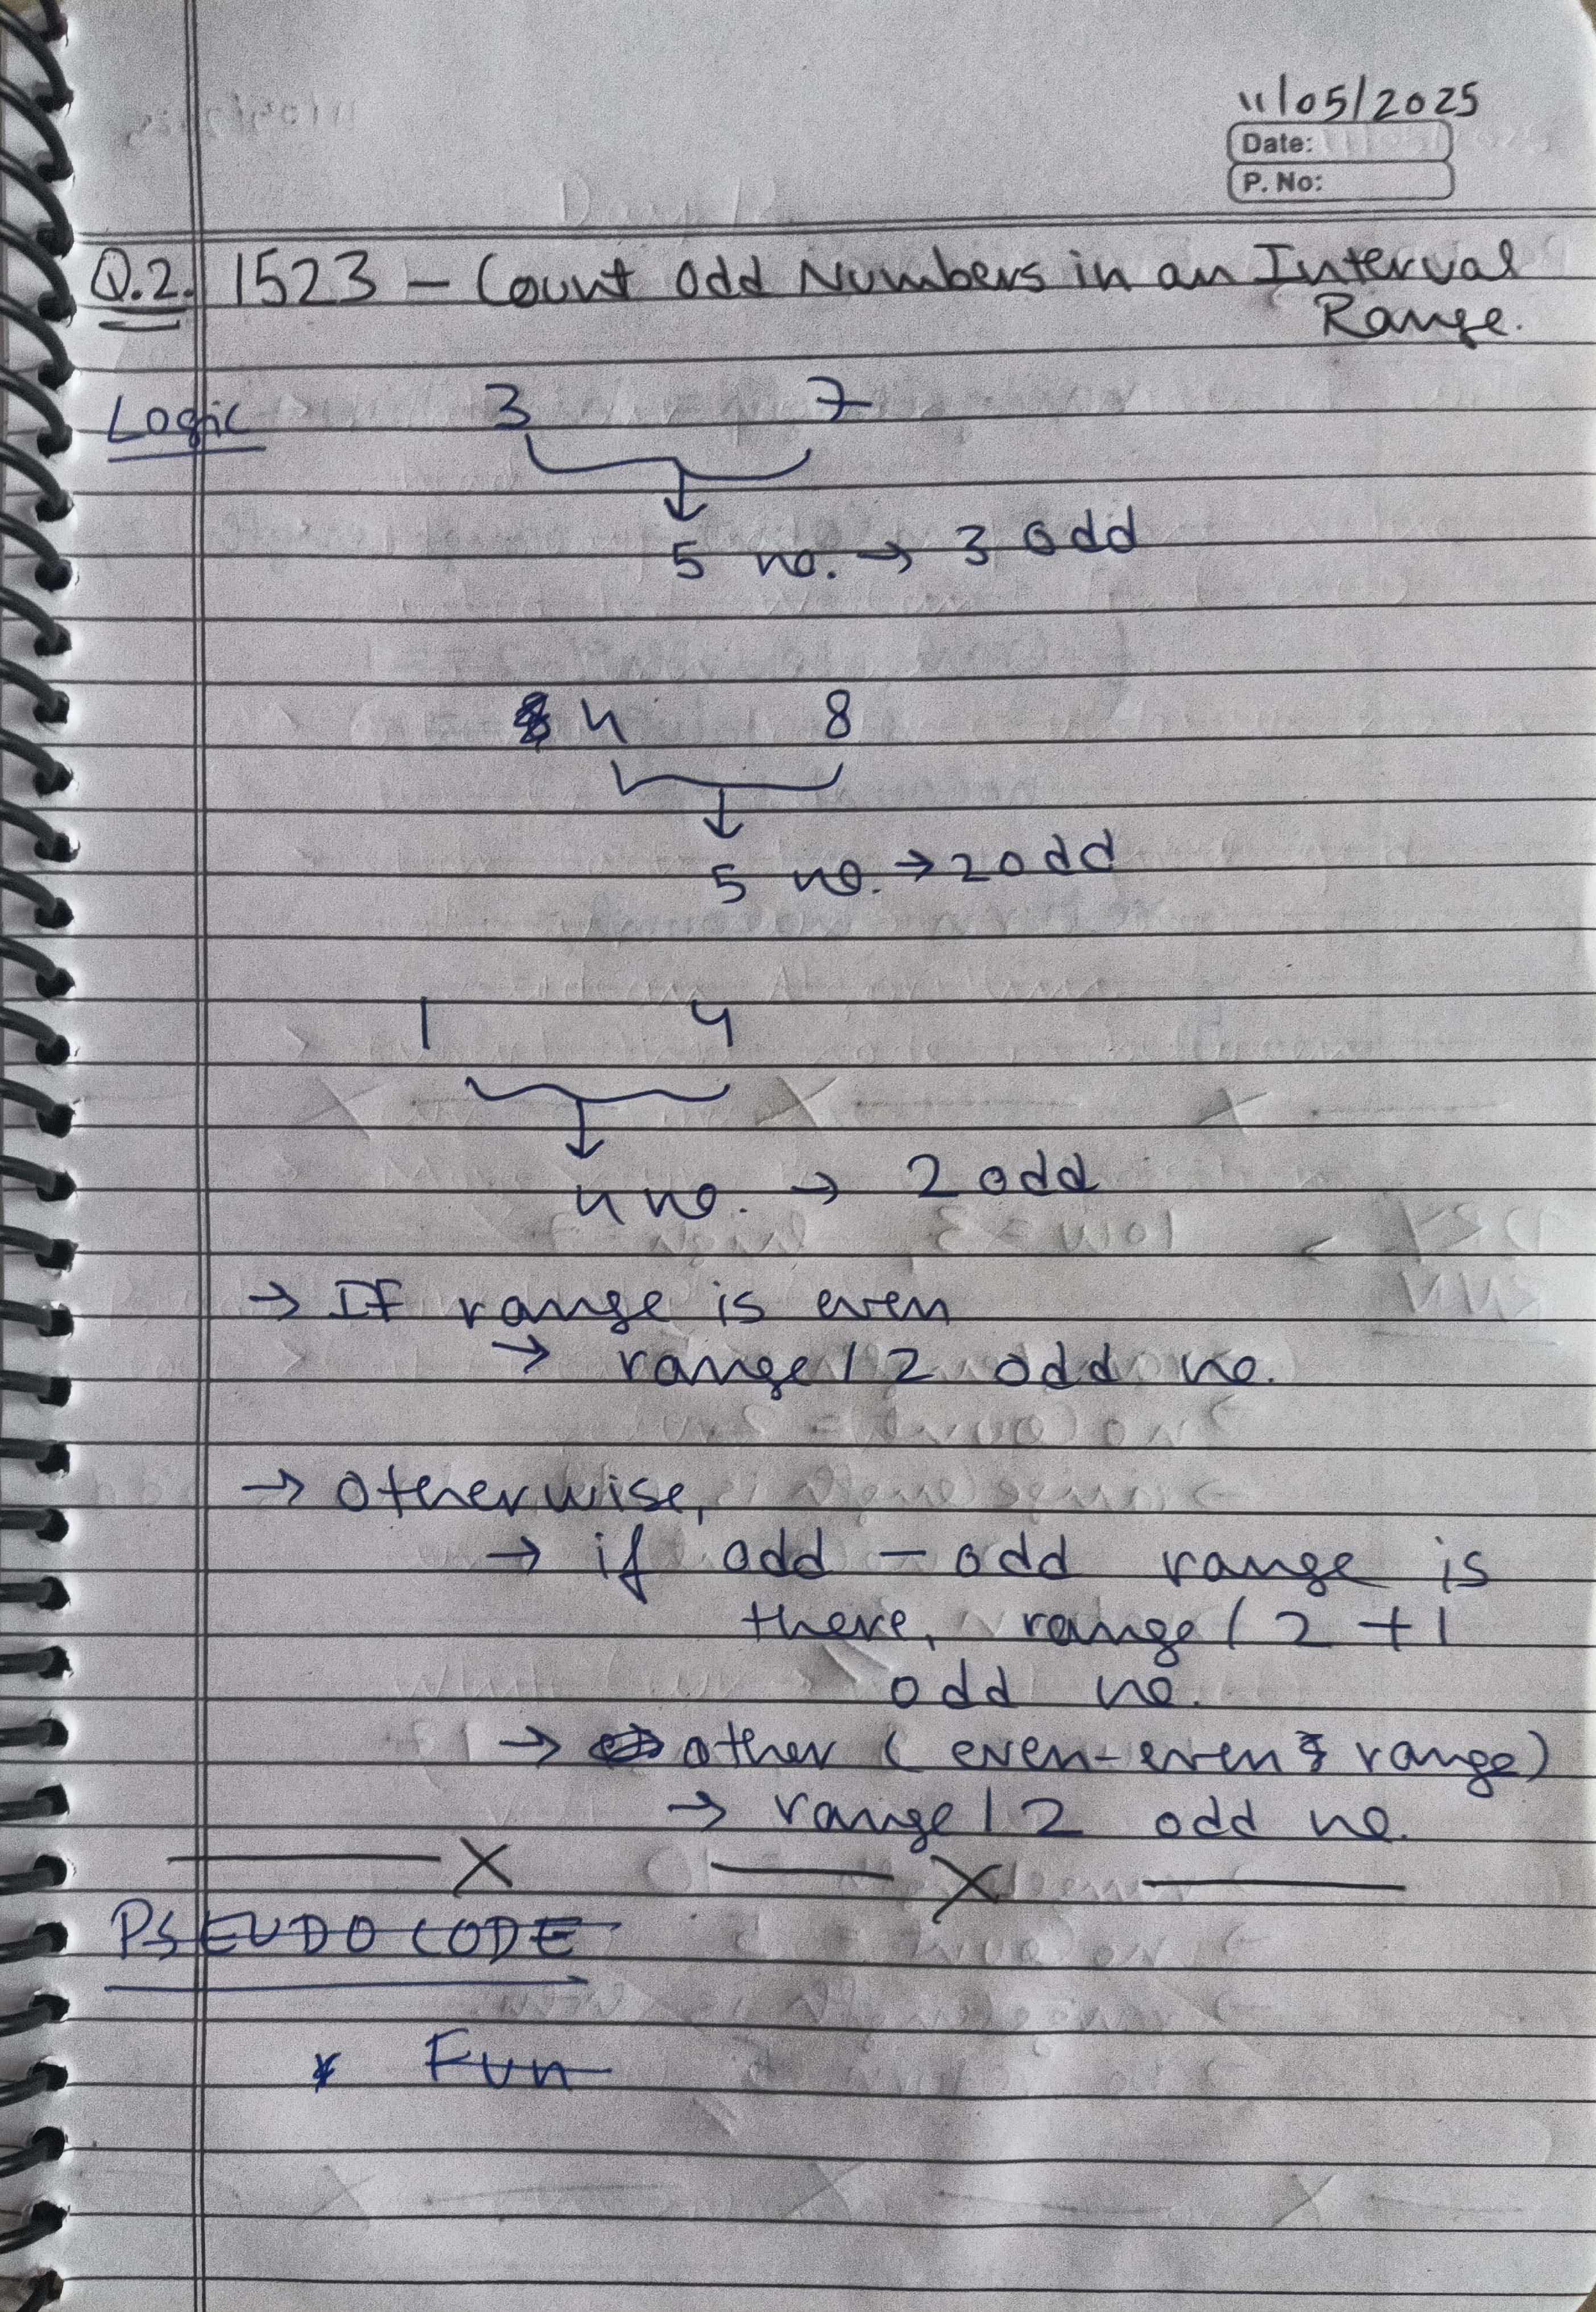 11/05/2025
Date:
P. No:
Q.2. 1523 - Count Odd Numbers in an Interval
Range.
Logic 3 7
5 no. → 3 odd
4 8
5 no. → 2 odd
1 4
4 no. → 2 odd
→ If range is even
→ range / 2 odd no.
→ otherwise,
→ if odd - odd range is
there, range / 2 + 1
odd no.
→ other (even-even range)
→ range / 2 odd no.
PSEUDO CODE
Fun